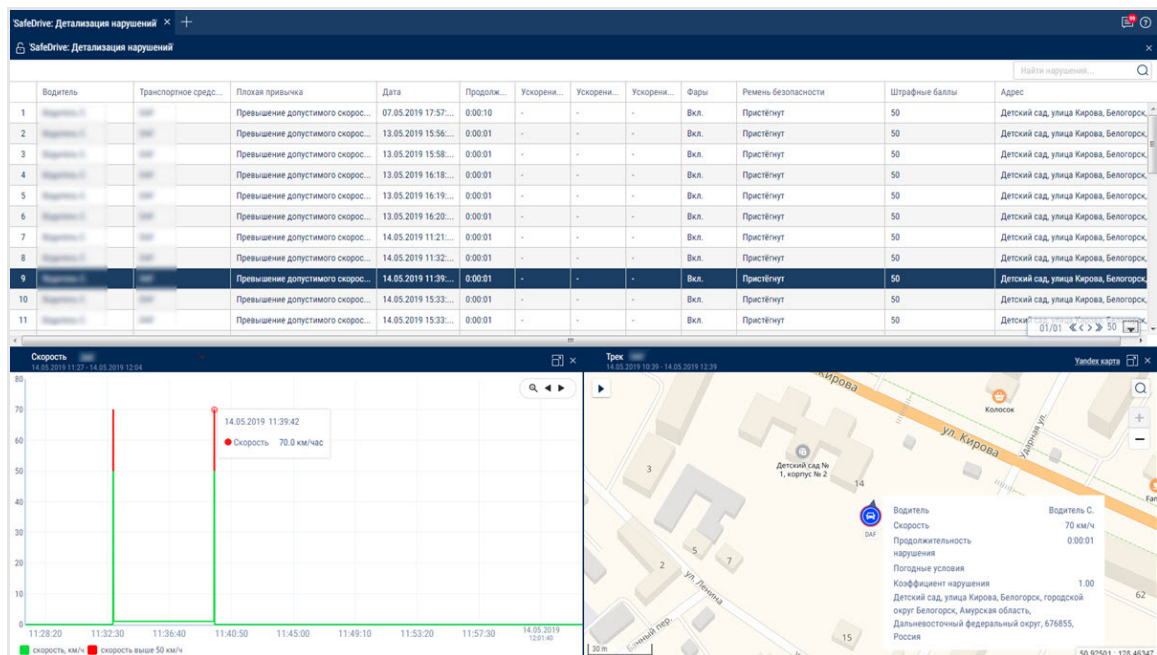 'SafeDrive: Детализация нарушений' × +
99
'SafeDrive: Детализация нарушений' ×
Найти нарушения...
Водитель Транспортное средс... Плохая привычка Дата Продолж... Ускорени... Ускорени... Ускорени... Фары Ремень безопасности Штрафные баллы Адрес
1 Превышение допустимого скорос... 07.05.2019 17:57:... 0:00:10 - - - Вкл. Пристёгнут 50 Детский сад, улица Кирова, Белогорск,
2 Превышение допустимого скорос... 13.05.2019 15:56:... 0:00:01 - - - Вкл. Пристёгнут 50 Детский сад, улица Кирова, Белогорск,
3 Превышение допустимого скорос... 13.05.2019 15:58:... 0:00:01 - - - Вкл. Пристёгнут 50 Детский сад, улица Кирова, Белогорск,
4 Превышение допустимого скорос... 13.05.2019 16:18:... 0:00:01 - - - Вкл. Пристёгнут 50 Детский сад, улица Кирова, Белогорск,
5 Превышение допустимого скорос... 13.05.2019 16:19:... 0:00:01 - - - Вкл. Пристёгнут 50 Детский сад, улица Кирова, Белогорск,
6 Превышение допустимого скорос... 13.05.2019 16:20:... 0:00:01 - - - Вкл. Пристёгнут 50 Детский сад, улица Кирова, Белогорск,
7 Превышение допустимого скорос... 14.05.2019 11:21:... 0:00:01 - - - Вкл. Пристёгнут 50 Детский сад, улица Кирова, Белогорск,
8 Превышение допустимого скорос... 14.05.2019 11:32:... 0:00:01 - - - Вкл. Пристёгнут 50 Детский сад, улица Кирова, Белогорск,
9 Превышение допустимого скорос... 14.05.2019 11:39:... 0:00:01 - - - Вкл. Пристёгнут 50 Детский сад, улица Кирова, Белогорск,
10 Превышение допустимого скорос... 14.05.2019 15:33:... 0:00:01 - - - Вкл. Пристёгнут 50 Детский сад, улица Кирова, Белогорск,
11 Превышение допустимого скорос... 14.05.2019 15:33:... 0:00:01 - - - Вкл. Пристёгнут 50
01/01 50
Скорость
14.05.2019 11:27 - 14.05.2019 12:04
80
70
60
50
40
30
20
10
0
14.05.2019 11:39:42
Скорость 70.0 км/час
11:28:20 11:32:30 11:36:40 11:40:50 11:45:00 11:49:10 11:53:20 11:57:30 14.05.2019
12:01:40
скорость, км/ч скорость выше 50 км/ч
Трек
14.05.2019 10:39 - 14.05.2019 12:39
Yandex карта
Кирова
Колосок
ул. Кирова
Ударная ул.
Детский сад №
1, корпус № 2
3
14
Fan
DAF
5
7
2
ул. Ленина
Банный пер.
15
62
30 m
Водитель Водитель С.
Скорость 70 км/ч
Продолжительность 0:00:01
нарушения
Погодные условия
Коэффициент нарушения 1.00
Детский сад, улица Кирова, Белогорск, городской
округ Белогорск, Амурская область,
Дальневосточный федеральный округ, 676855,
Россия
50.92501 : 128.46347